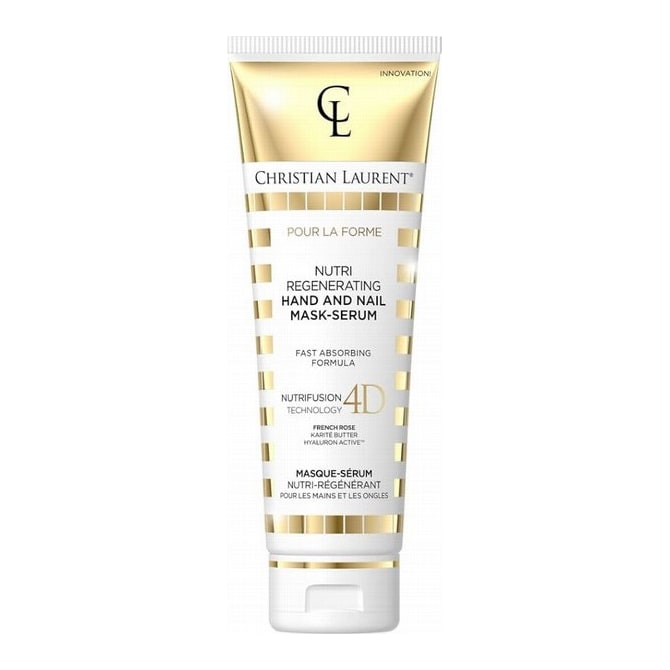 INNOVATION!
CL
CHRISTIAN LAURENT®
POUR LA FORME
NUTRI
REGENERATING
HAND AND NAIL
MASK-SERUM
FAST ABSORBING
FORMULA
NUTRIFUSION 4D
TECHNOLOGY
FRENCH ROSE
KARITÉ BUTTER
HYALURON ACTIVE™
MASQUE-SÉRUM
NUTRI-RÉGÉNÉRANT
POUR LES MAINS ET LES ONGLES